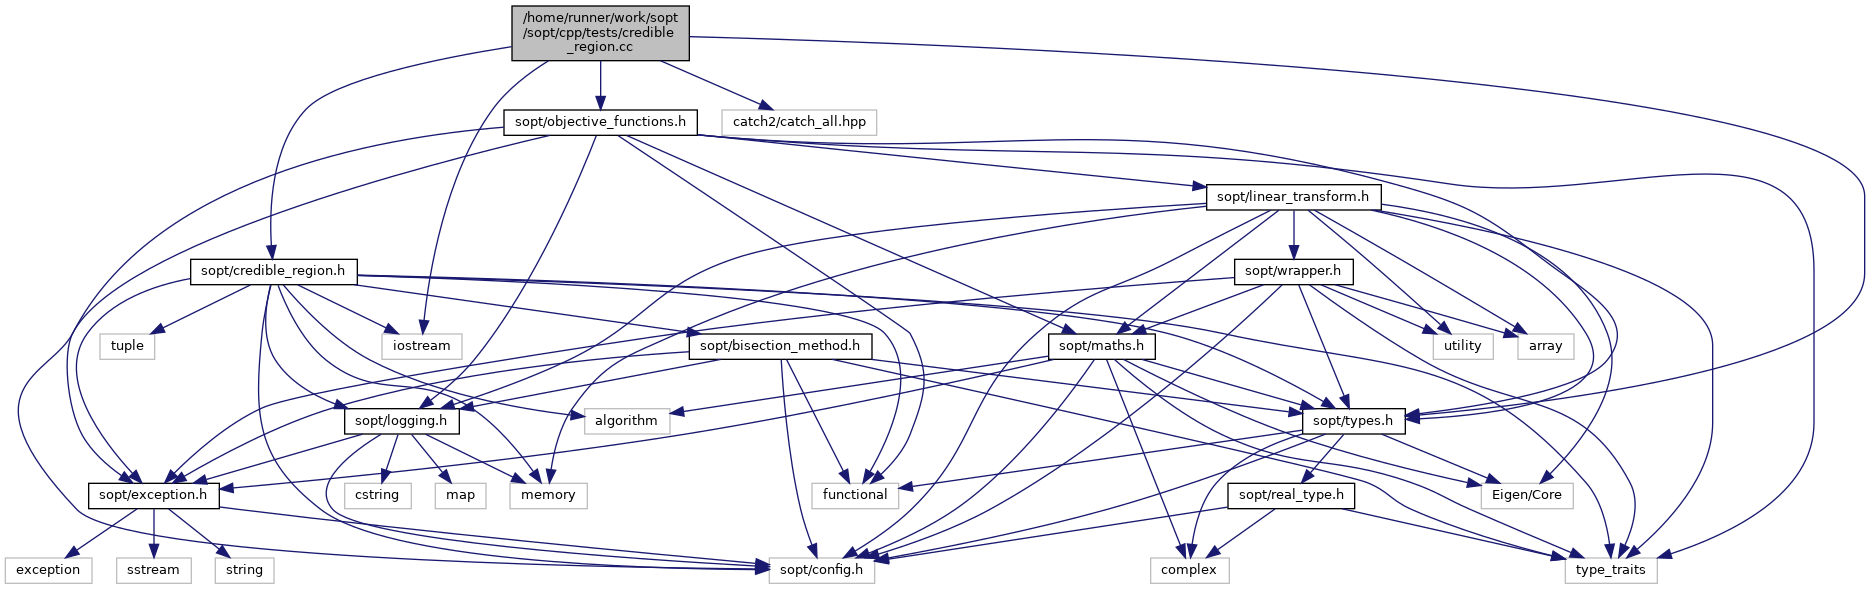 /home/runner/work/sopt
/sopt/cpp/tests/credible
_region.cc
sopt/objective_functions.h
catch2/catch_all.hpp
sopt/linear_transform.h
sopt/credible_region.h
sopt/wrapper.h
tuple
iostream
sopt/bisection_method.h
sopt/maths.h
utility
array
sopt/logging.h
algorithm
sopt/types.h
sopt/exception.h
cstring
map
memory
functional
sopt/real_type.h
Eigen/Core
exception
sstream
string
sopt/config.h
complex
type_traits